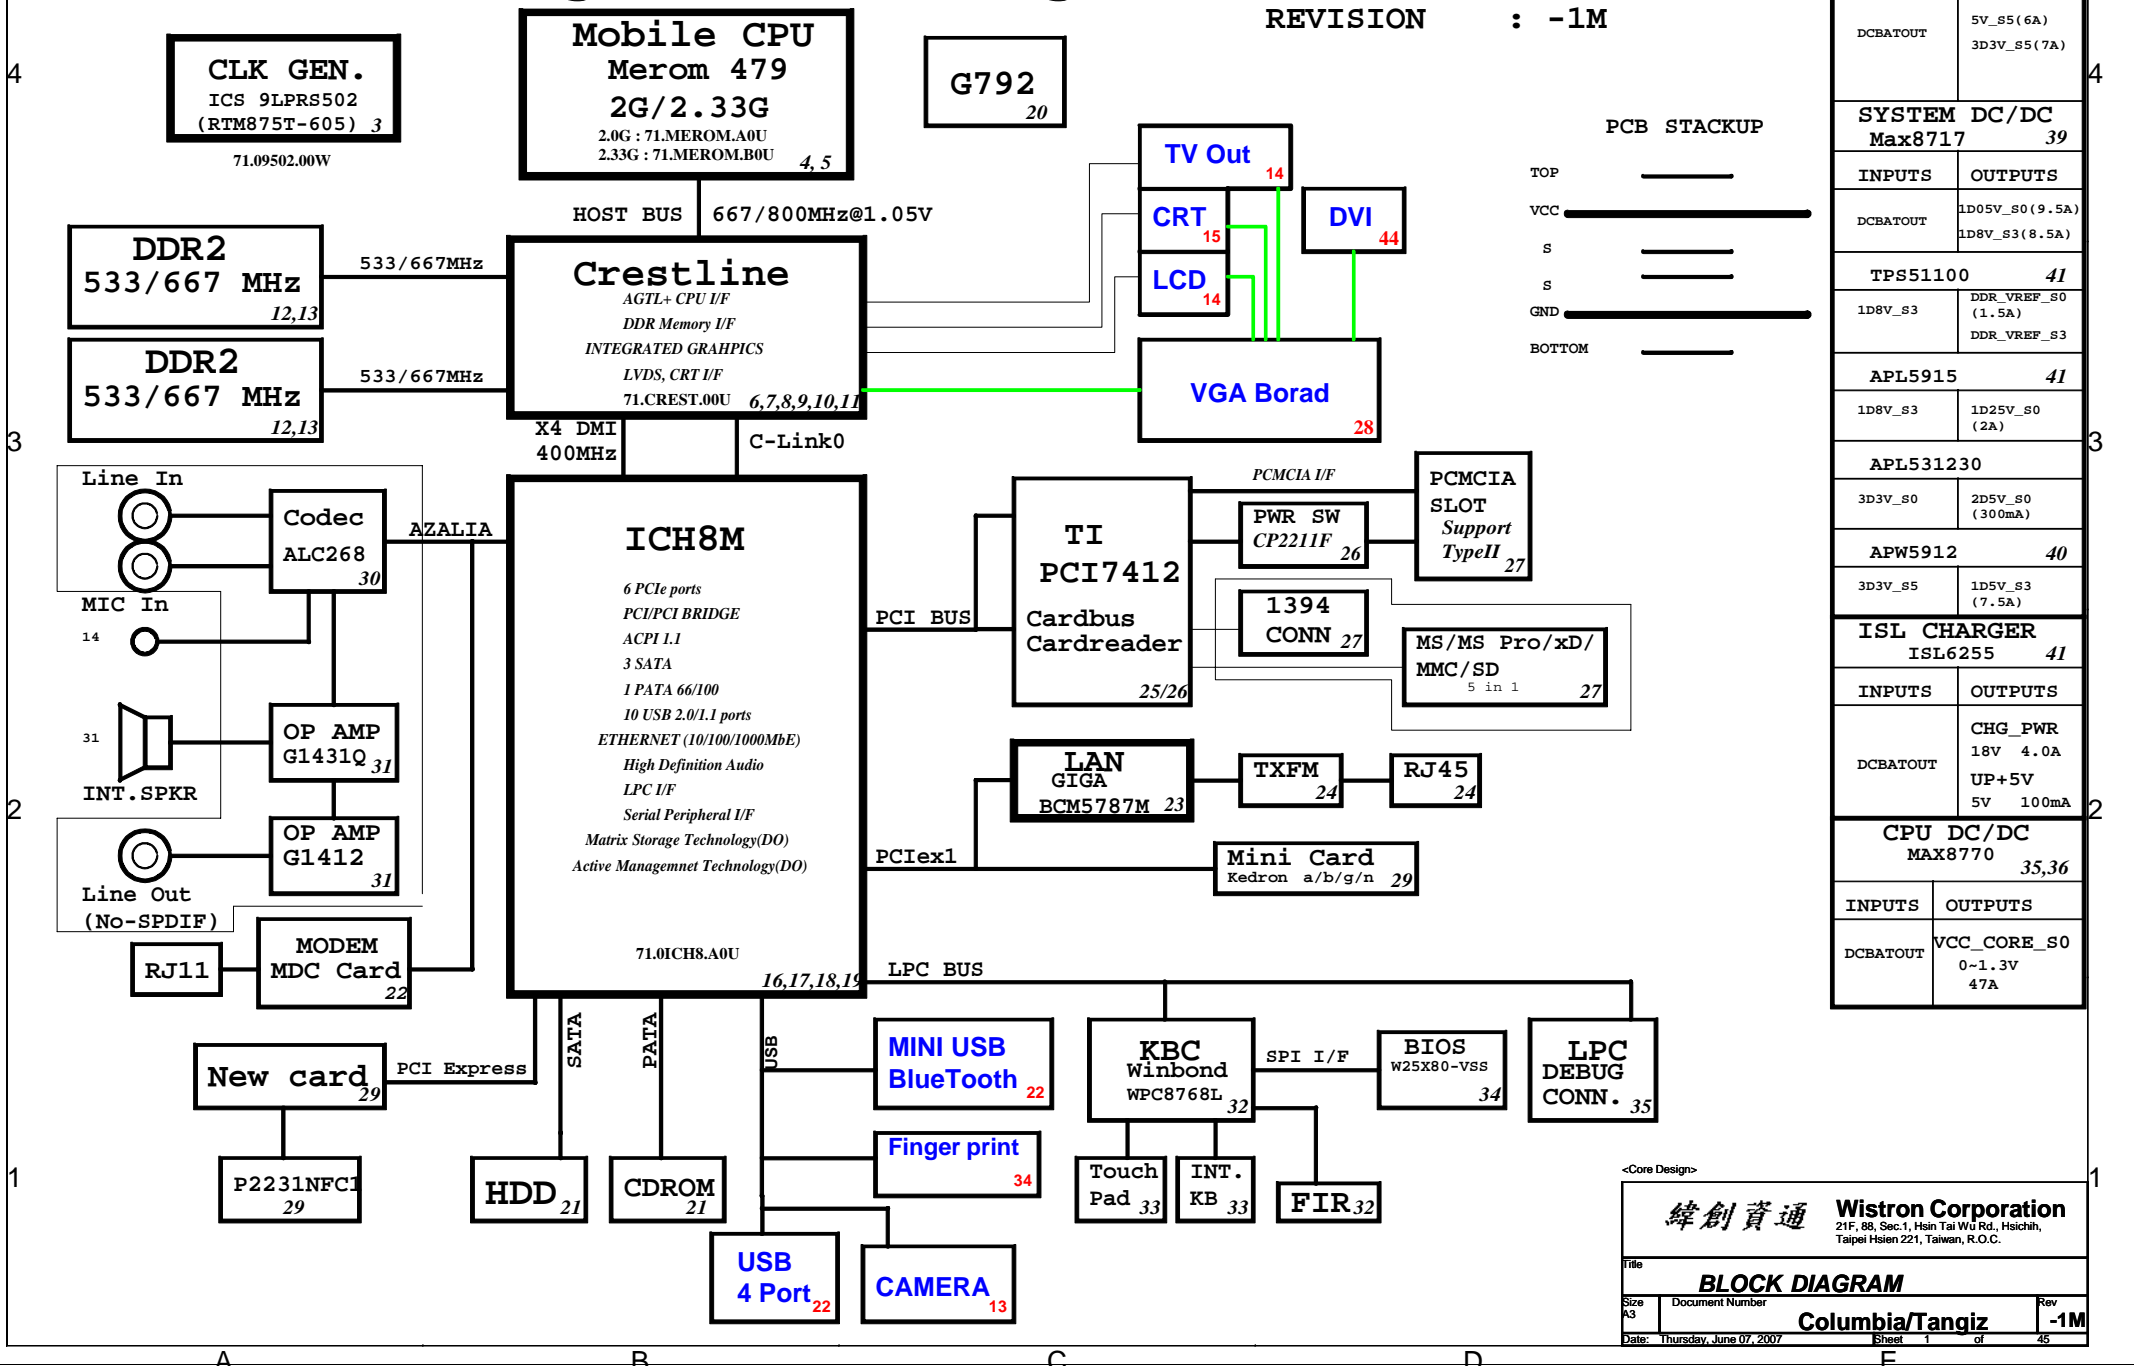 REVISION : -1M
4
CLK GEN.
ICS 9LPRS502
(RTM875T-605) 3
71.09502.00W
Mobile CPU
Merom 479
2G/2.33G
2.0G : 71.MEROM.A0U
2.33G : 71.MEROM.B0U
4, 5
G792
20
HOST BUS
667/800MHz@1.05V
DDR2
533/667 MHz
12,13
533/667MHz
DDR2
533/667 MHz
12,13
533/667MHz
Crestline
AGTL+ CPU I/F
DDR Memory I/F
INTEGRATED GRAHPICS
LVDS, CRT I/F
71.CREST.00U
6,7,8,9,10,11
TV Out
14
CRT
15
LCD
14
DVI
44
VGA Borad
28
PCB STACKUP
TOP
VCC
S
S
GND
BOTTOM
X4 DMI
400MHz
C-Link0
3
Line In
Codec
ALC268
30
AZALIA
MIC In
14
31
INT.SPKR
OP AMP
G1431Q 31
OP AMP
G1412
31
Line Out
(No-SPDIF)
2
RJ11
MODEM
MDC Card
22
ICH8M
6 PCIe ports
PCI/PCI BRIDGE
ACPI 1.1
3 SATA
1 PATA 66/100
10 USB 2.0/1.1 ports
ETHERNET (10/100/1000MbE)
High Definition Audio
LPC I/F
Serial Peripheral I/F
Matrix Storage Technology(DO)
Active Managemnet Technology(DO)
71.0ICH8.A0U
16,17,18,19
PCI BUS
TI
PCI7412
Cardbus
Cardreader
25/26
PCMCIA I/F
PWR SW
CP2211F
26
PCMCIA
SLOT
Support
TypeII
27
1394
CONN 27
MS/MS Pro/xD/
MMC/SD
5 in 1
27
LAN
GIGA
BCM5787M 23
TXFM
24
RJ45
24
PCIex1
Mini Card
Kedron a/b/g/n 29
LPC BUS
New card
29
PCI Express
P2231NFC1
29
SATA
PATA
USB
HDD
21
CDROM
21
MINI USB
BlueTooth
22
Finger print
34
USB
4 Port
22
CAMERA
13
KBC
Winbond
WPC8768L
32
SPI I/F
BIOS
W25X80-VSS
34
LPC
DEBUG
CONN.
35
Touch
Pad 33
INT.
KB 33
FIR
32
1
DCBATOUT
5V_S5(6A)
3D3V_S5(7A)
4
SYSTEM DC/DC
Max8717 39
INPUTS OUTPUTS
DCBATOUT
1D05V_S0(9.5A)
1D8V_S3(8.5A)
TPS51100 41
1D8V_S3
DDR_VREF_S0
(1.5A)
DDR_VREF_S3
APL5915 41
1D8V_S3
1D25V_S0
(2A)
3
APL531230
3D3V_S0
2D5V_S0
(300mA)
APW5912 40
3D3V_S5
1D5V_S3
(7.5A)
ISL CHARGER
ISL6255 41
INPUTS OUTPUTS
DCBATOUT
CHG_PWR
18V 4.0A
UP+5V
5V 100mA
2
CPU DC/DC
MAX8770
35,36
INPUTS OUTPUTS
DCBATOUT
VCC_CORE_S0
0~1.3V
47A
1
<Core Design>
緯創資通
Wistron Corporation
21F, 88, Sec.1, Hsin Tai Wu Rd., Hsichih,
Taipei Hsien 221, Taiwan, R.O.C.
Title
BLOCK DIAGRAM
Size
A3
Document Number
Columbia/Tangiz
Rev
-1M
Date: Thursday, June 07, 2007
Sheet 1 of 45
A B C D E